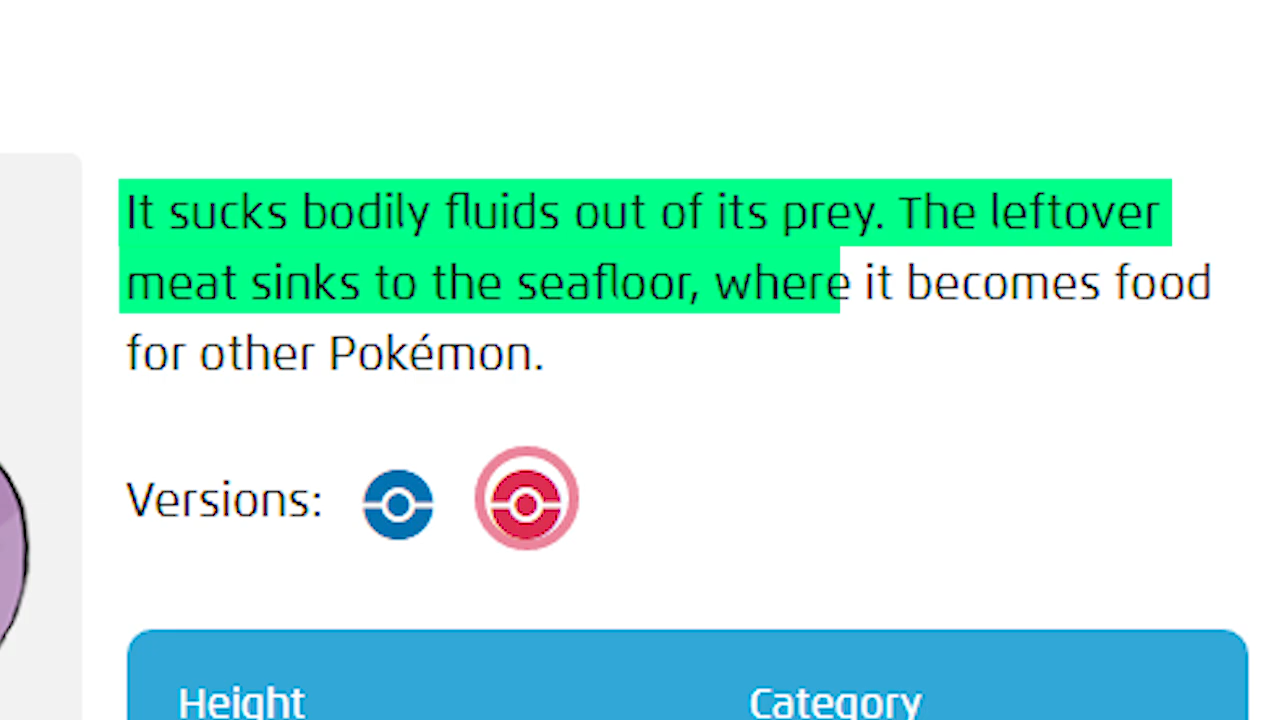 It sucks bodily fluids out of its prey. The leftover
meat sinks to the seafloor, where it becomes food
for other Pokémon.
Versions:
Height
Category